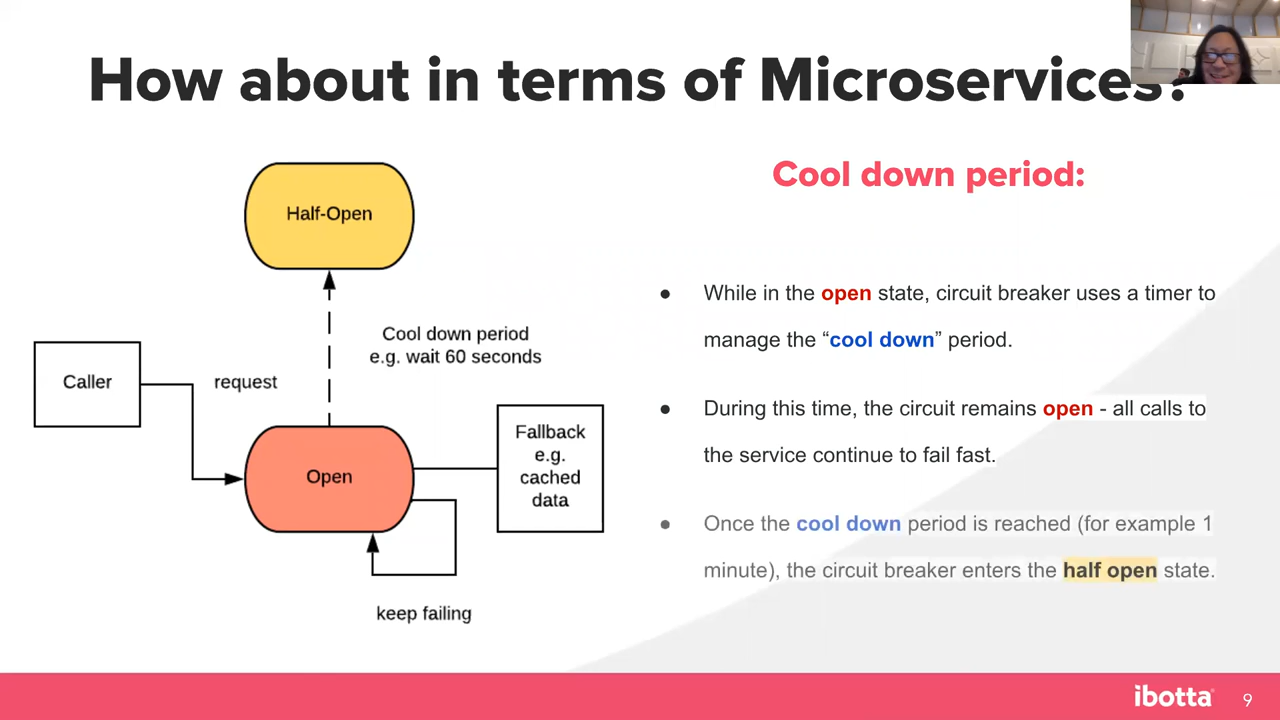 How about in terms of Microservices?
Cool down period:
Half-Open
Cool down period
e.g. wait 60 seconds
Caller
request
Open
Fallback
e.g.
cached
data
keep failing
● While in the open state, circuit breaker uses a timer to
manage the “cool down” period.
● During this time, the circuit remains open - all calls to
the service continue to fail fast.
● Once the cool down period is reached (for example 1
minute), the circuit breaker enters the half open state.
ibotta
9